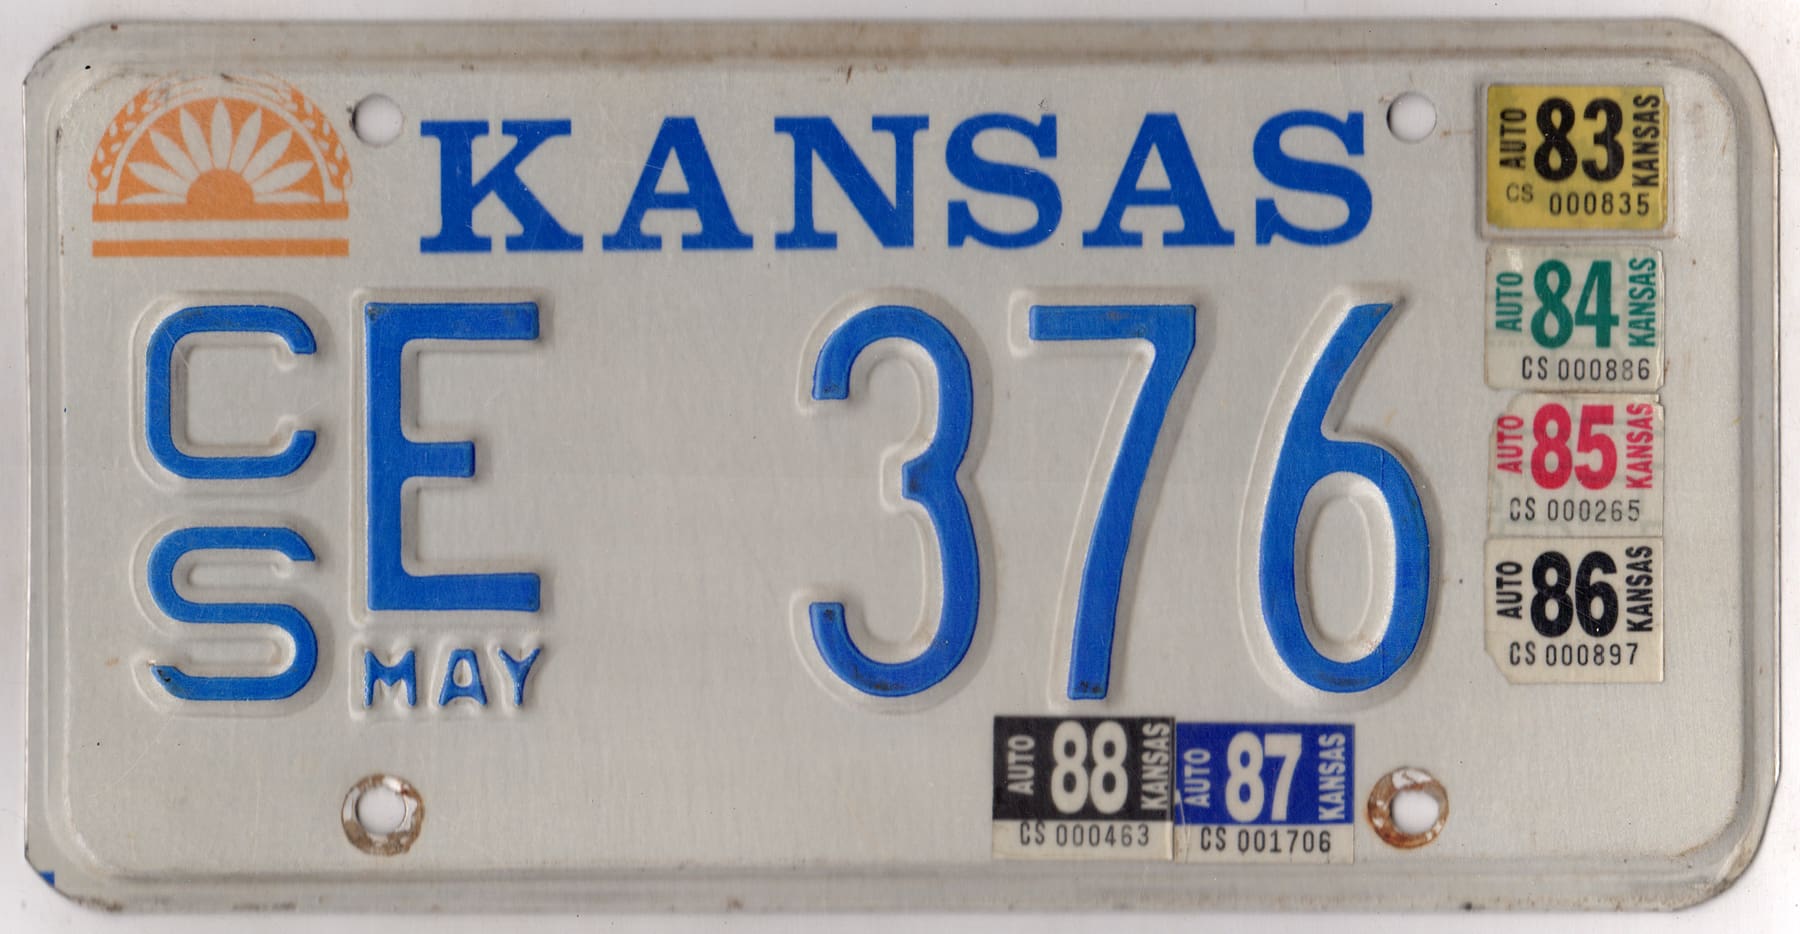 KANSAS
CS E 376
MAY
AUTO 83 KANSAS
CS 000835
AUTO 84 KANSAS
CS 000886
AUTO 85 KANSAS
CS 000265
AUTO 86 KANSAS
CS 000897
AUTO 88 KANSAS
CS 000463
AUTO 87 KANSAS
CS 001706